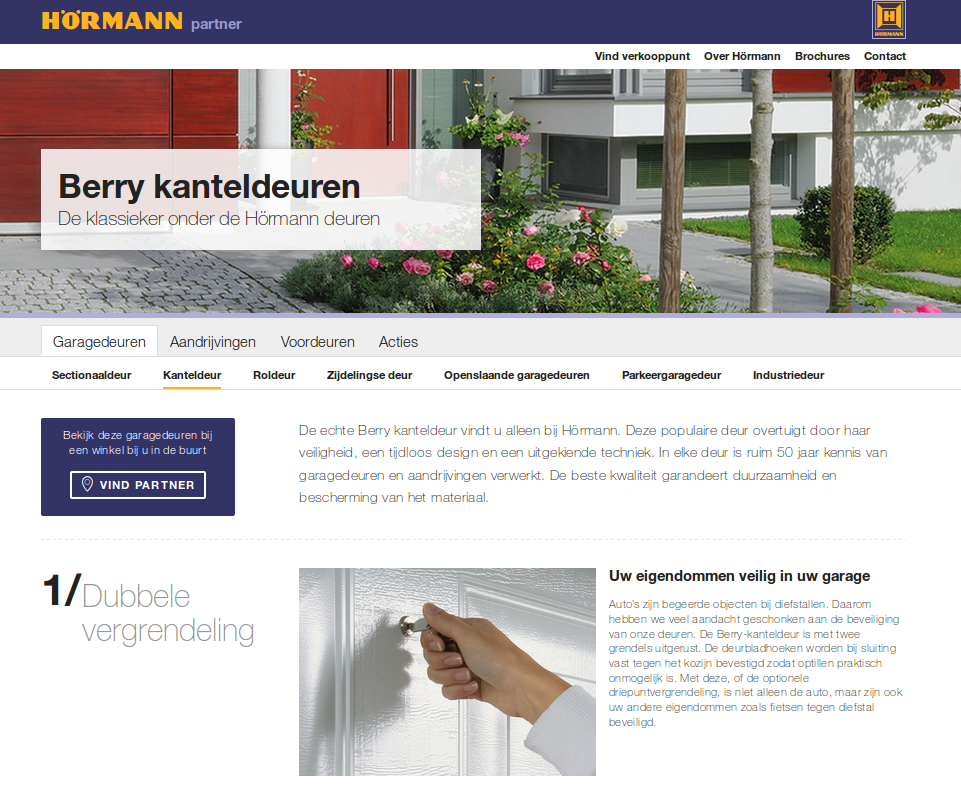 HÖRMANN partner
HÖRMANN
Vind verkooppunt Over Hörmann Brochures Contact
Berry kanteldeuren
De klassieker onder de Hörmann deuren
Garagedeuren Aandrijvingen Voordeuren Acties
Sectionaaldeur Kanteldeur Roldeur Zijdelingse deur Openslaande garagedeuren Parkeergaragedeur Industriedeur
Bekijk deze garagedeuren bij
een winkel bij u in de buurt
VIND PARTNER
De echte Berry kanteldeur vindt u alleen bij Hörmann. Deze populaire deur overtuigt door haar
veiligheid, een tijdloos design en een uitgekiende techniek. In elke deur is ruim 50 jaar kennis van
garagedeuren en aandrijvingen verwerkt. De beste kwaliteit garandeert duurzaamheid en
bescherming van het materiaal.
1/Dubbele
vergrendeling
Uw eigendommen veilig in uw garage
Auto's zijn begeerde objecten bij diefstallen. Daarom
hebben we veel aandacht geschonken aan de beveiliging
van onze deuren. De Berry-kanteldeur is met twee
grendels uitgerust. De deurbladhoeken worden bij sluiting
vast tegen het kozijn bevestigd zodat optillen praktisch
onmogelijk is. Met deze, of de optionele
driepuntvergrendeling, is niet alleen de auto, maar zijn ook
uw andere eigendommen zoals fietsen tegen diefstal
beveiligd.